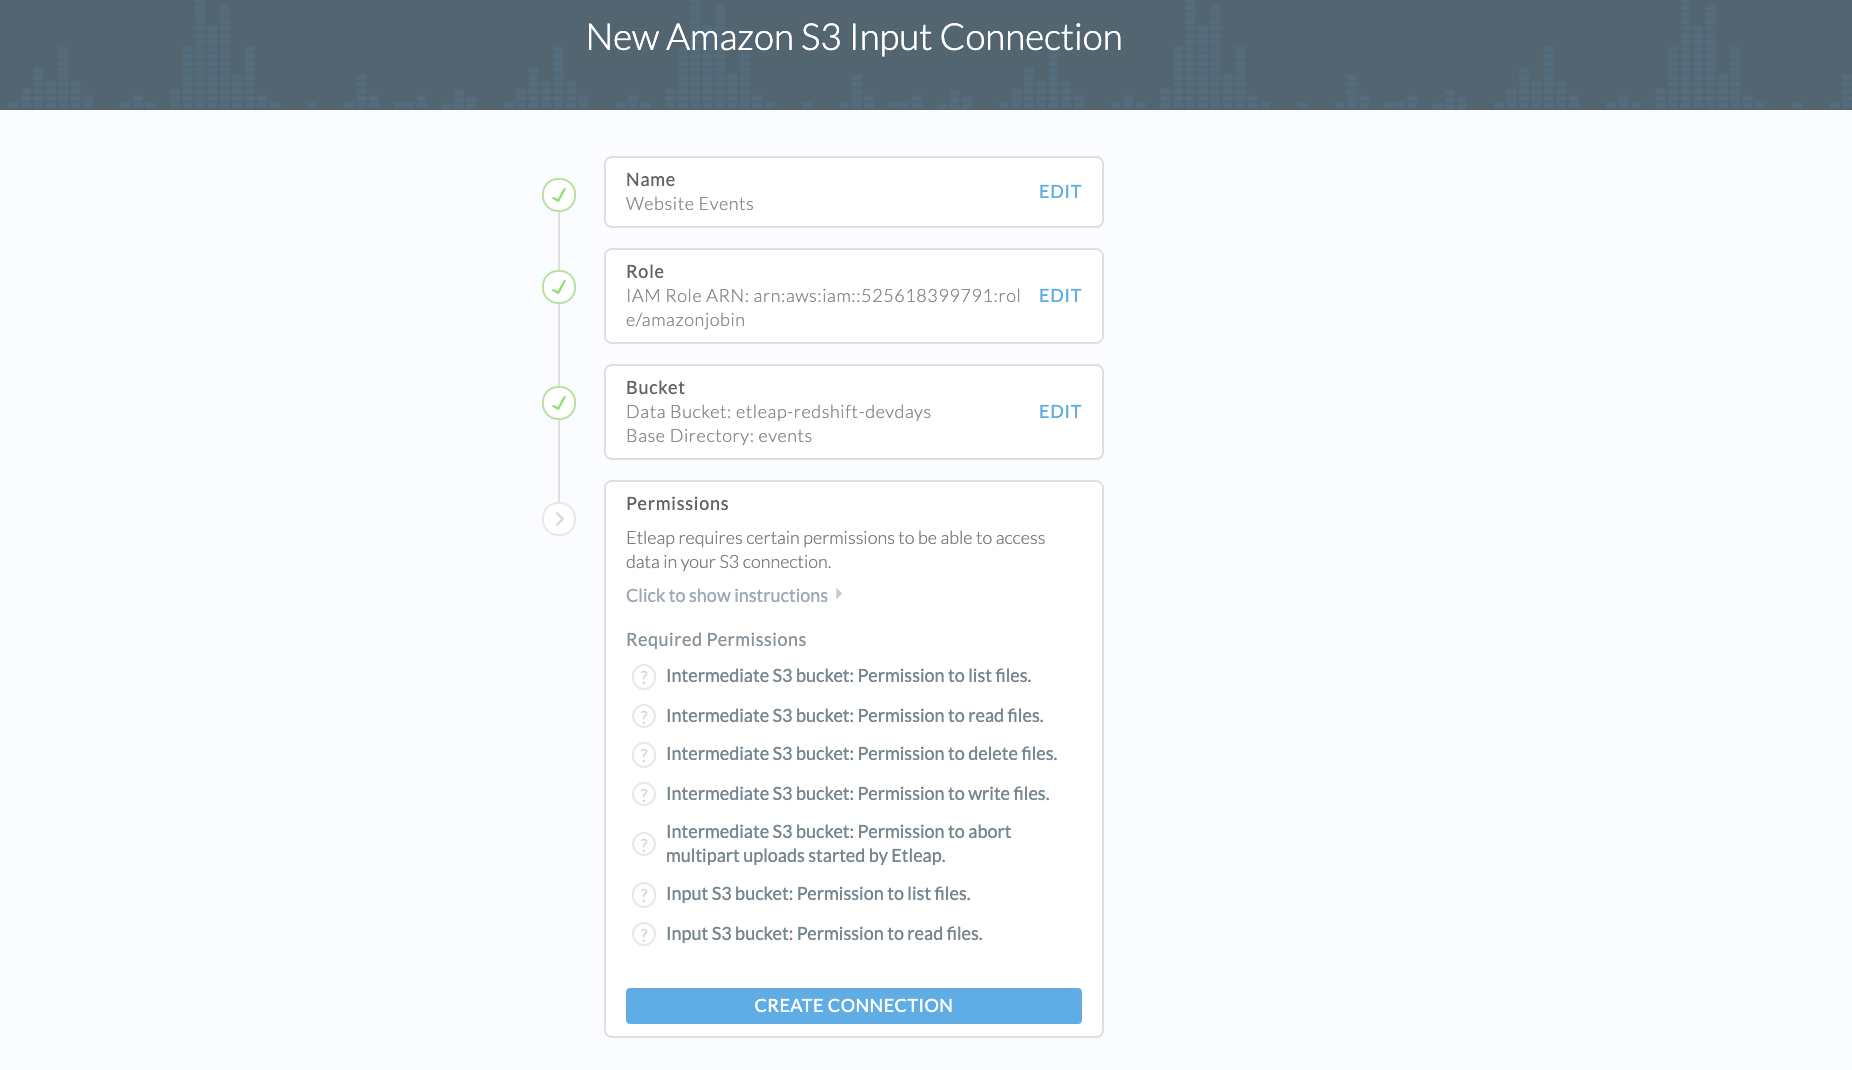 New Amazon S3 Input Connection
Name
Website Events
EDIT
Role
IAM Role ARN: arn:aws:iam::525618399791:rol
e/amazonjobin
EDIT
Bucket
Data Bucket: etleap-redshift-devdays
Base Directory: events
EDIT
Permissions
Etleap requires certain permissions to be able to access
data in your S3 connection.
Click to show instructions
Required Permissions
? Intermediate S3 bucket: Permission to list files.
? Intermediate S3 bucket: Permission to read files.
? Intermediate S3 bucket: Permission to delete files.
? Intermediate S3 bucket: Permission to write files.
? Intermediate S3 bucket: Permission to abort
multipart uploads started by Etleap.
? Input S3 bucket: Permission to list files.
? Input S3 bucket: Permission to read files.
CREATE CONNECTION